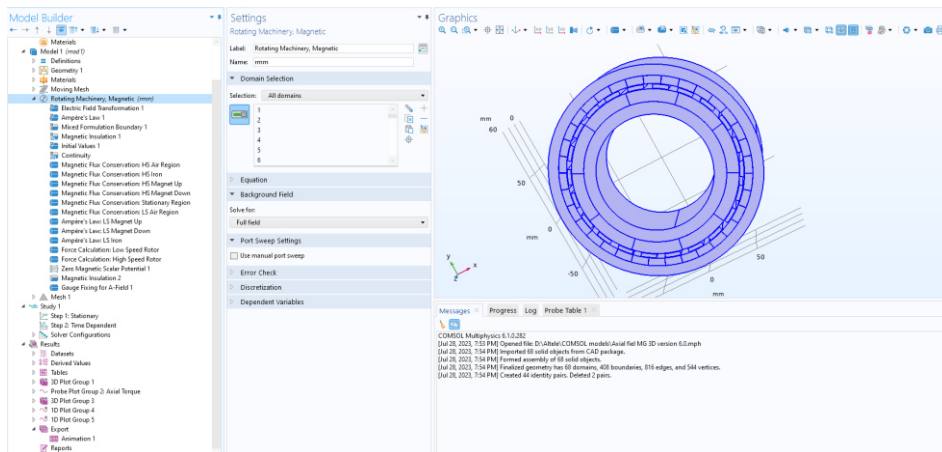 Model Builder
Materials
Model 1 (mod1)
Definitions
Geometry 1
Materials
Moving Mesh
Rotating Machinery, Magnetic (rmm)
Electric Field Transformation 1
Ampère's Law 1
Mixed Formulation Boundary 1
Magnetic Insulation 1
Initial Values 1
Continuity
Magnetic Flux Conservation: HS Air Region
Magnetic Flux Conservation: HS Iron
Magnetic Flux Conservation: HS Magnet Up
Magnetic Flux Conservation: HS Magnet Down
Magnetic Flux Conservation: Stationary Region
Magnetic Flux Conservation: LS Air Region
Ampère's Law: LS Magnet Up
Ampère's Law: LS Magnet Down
Ampère's Law: LS Iron
Force Calculation: Low Speed Rotor
Force Calculation: High Speed Rotor
Zero Magnetic Scalar Potential 1
Magnetic Insulation 2
Gauge Fixing for A-Field 1
Mesh 1
Study 1
Step 1: Stationery
Step 2: Time Dependent
Solver Configurations
Results
Datasets
Derived Values
Tables
3D Plot Group 1
Probe Plot Group 2: Axial Torque
3D Plot Group 3
1D Plot Group 4
1D Plot Group 5
Export
Animation 1
Reports
Settings
Rotating Machinery, Magnetic
Label: Rotating Machinery, Magnetic
Name: rmm
Domain Selection
Selection: All domains
1
2
3
4
5
6
Equation
Background Field
Solve for:
Full field
Port Sweep Settings
Use manual port sweep
Error Check
Discretization
Dependent Variables
Graphics
mm 0
60
50
mm 0
-50
50
0
mm
y
x
z
Messages
Progress
Log
Probe Table 1
COMSOL Multiphysics 6.1.0.282
[Jul 28, 2023, 7:53 PM] Opened file: D:\Altele\COMSOL models\Axial fiel MG 3D version 6.0.mph
[Jul 28, 2023, 7:54 PM] Imported 68 solid objects from CAD package.
[Jul 28, 2023, 7:54 PM] Formed assembly of 68 solid objects.
[Jul 28, 2023, 7:54 PM] Finalized geometry has 68 domains, 408 boundaries, 816 edges, and 544 vertices.
[Jul 28, 2023, 7:54 PM] Created 44 identity pairs. Deleted 2 pairs.